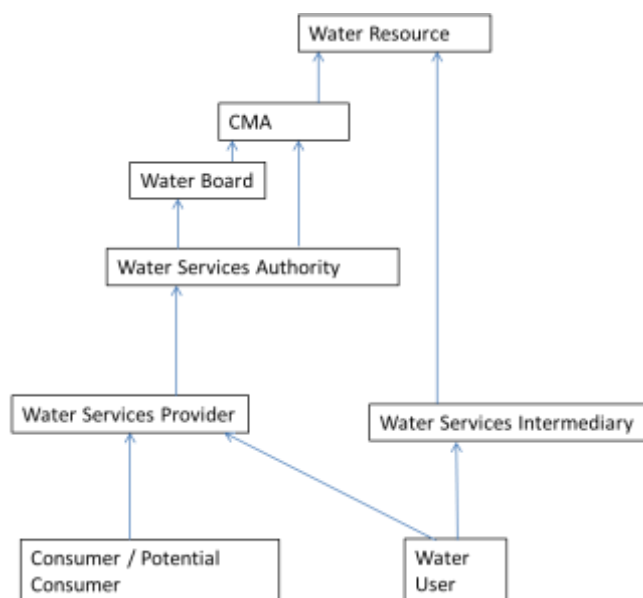 Water Resource
CMA
Water Board
Water Services Authority
Water Services Provider
Water Services Intermediary
Consumer / Potential
Consumer
Water
User